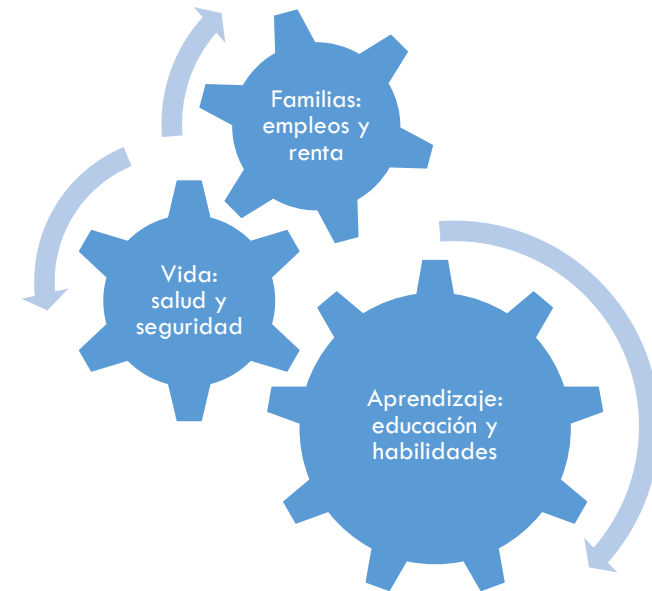 Familias:
empleos y
renta
Vida:
salud y
seguridad
Aprendizaje:
educación y
habilidades